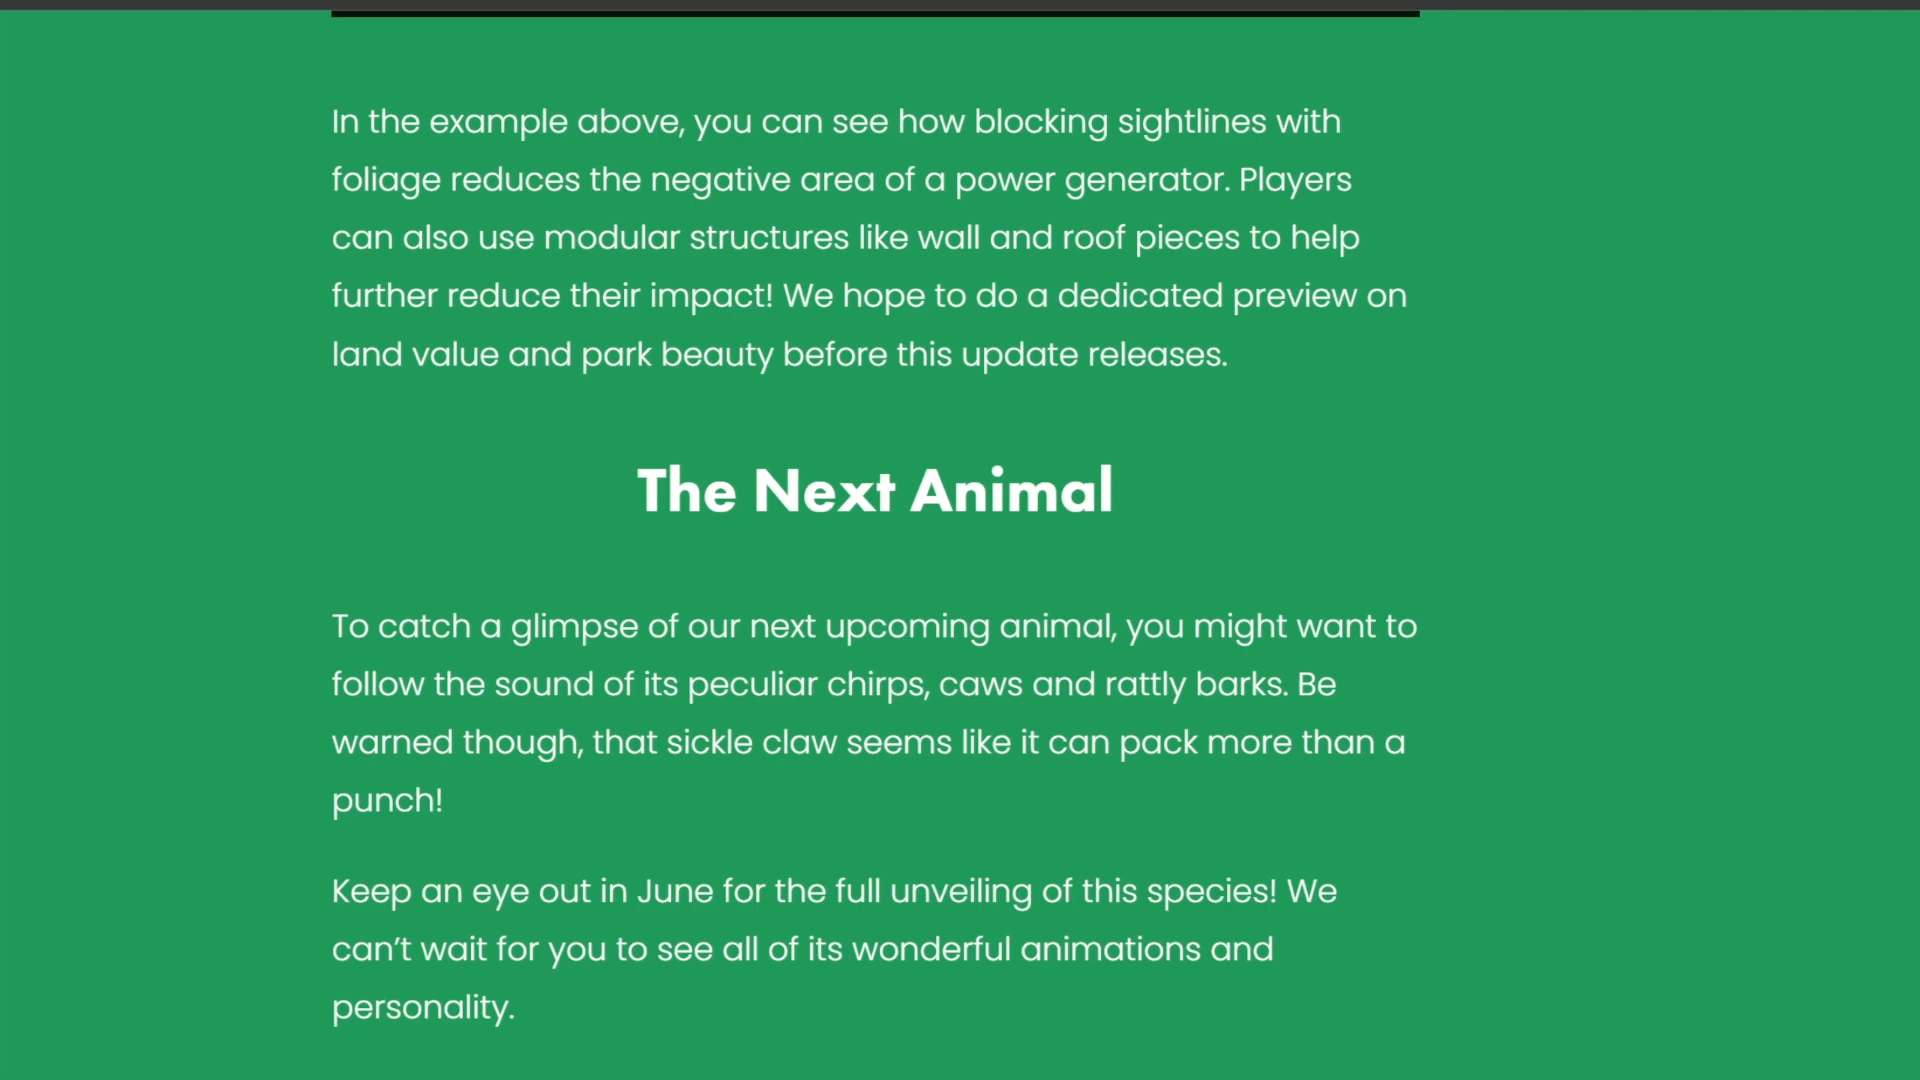 In the example above, you can see how blocking sightlines with
foliage reduces the negative area of a power generator. Players
can also use modular structures like wall and roof pieces to help
further reduce their impact! We hope to do a dedicated preview on
land value and park beauty before this update releases.
The Next Animal
To catch a glimpse of our next upcoming animal, you might want to
follow the sound of its peculiar chirps, caws and rattly barks. Be
warned though, that sickle claw seems like it can pack more than a
punch!
Keep an eye out in June for the full unveiling of this species! We
can’t wait for you to see all of its wonderful animations and
personality.